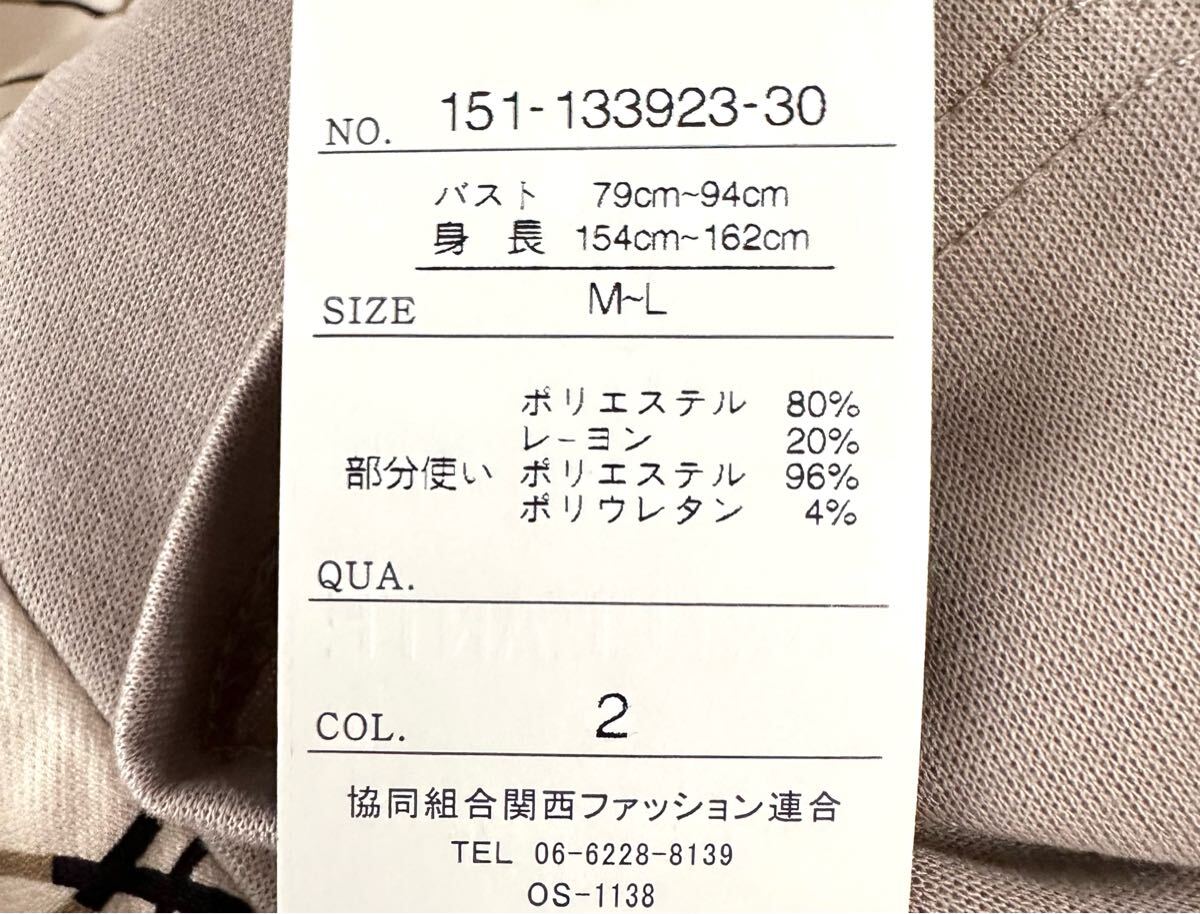 NO. 151-133923-30
バスト 79cm~94cm
身長 154cm~162cm
SIZE M~L
ポリエステル 80%
レーヨン 20%
部分使い ポリエステル 96%
ポリウレタン 4%
QUA.
COL. 2
協同組合関西ファッション連合
TEL 06-6228-8139
OS-1138